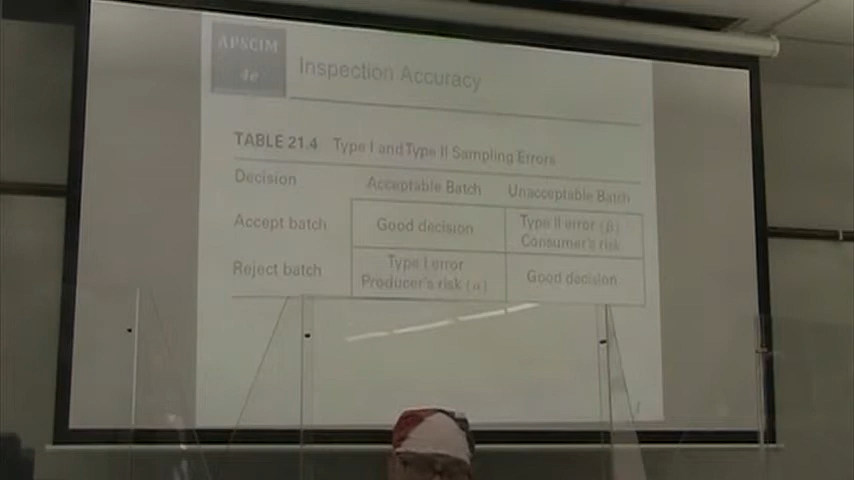 APSCIM
4e
Inspection Accuracy
TABLE 21.4 Type I and Type II Sampling Errors
Decision Acceptable Batch Unacceptable Batch
Accept batch Good decision Type II error (β)
Consumer's risk
Reject batch Type I error
Producer's risk (α) Good decision